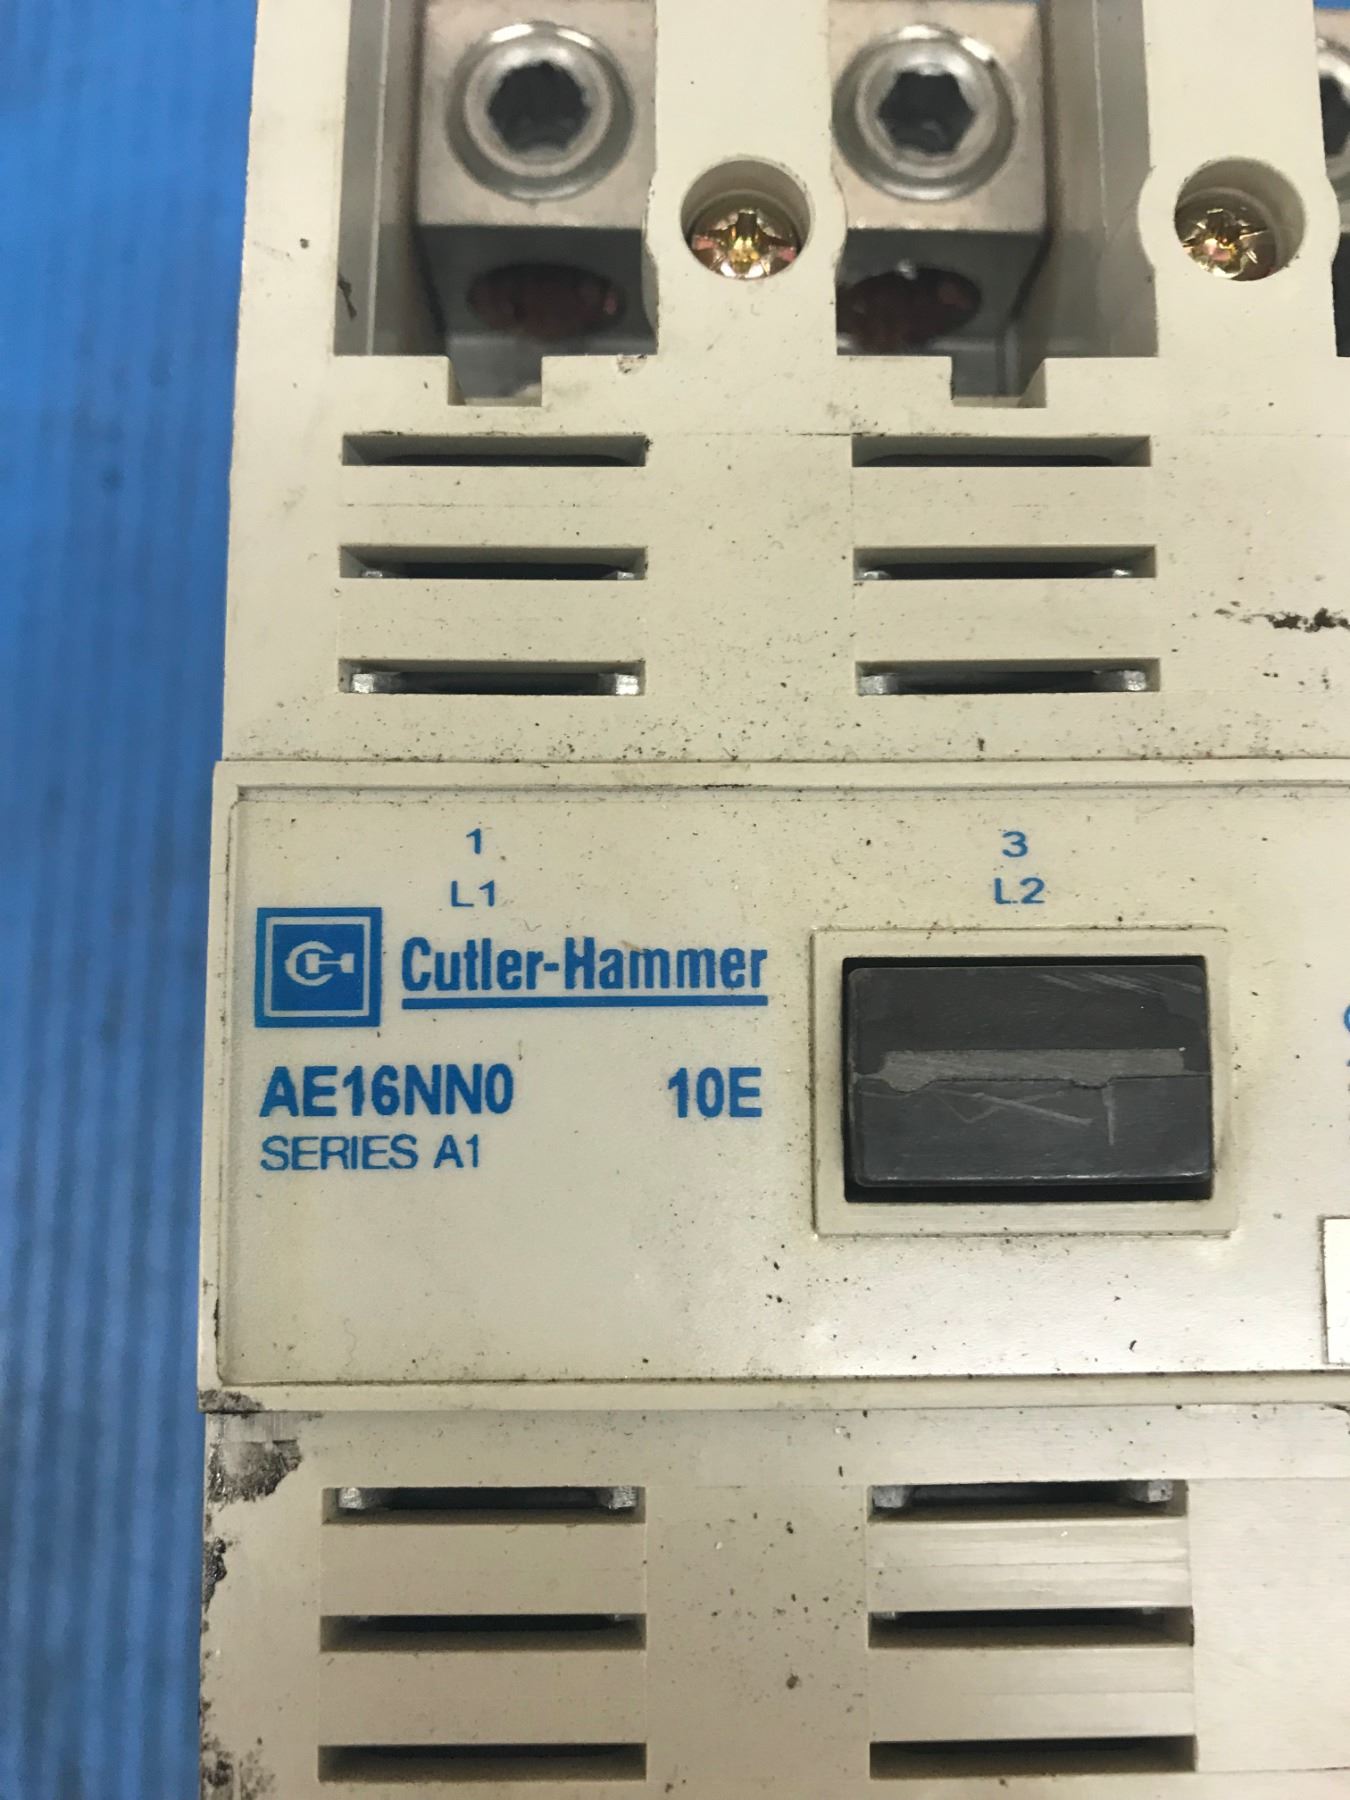 1 3
L1 L2
Cutler-Hammer
AE16NN0 10E
SERIES A1